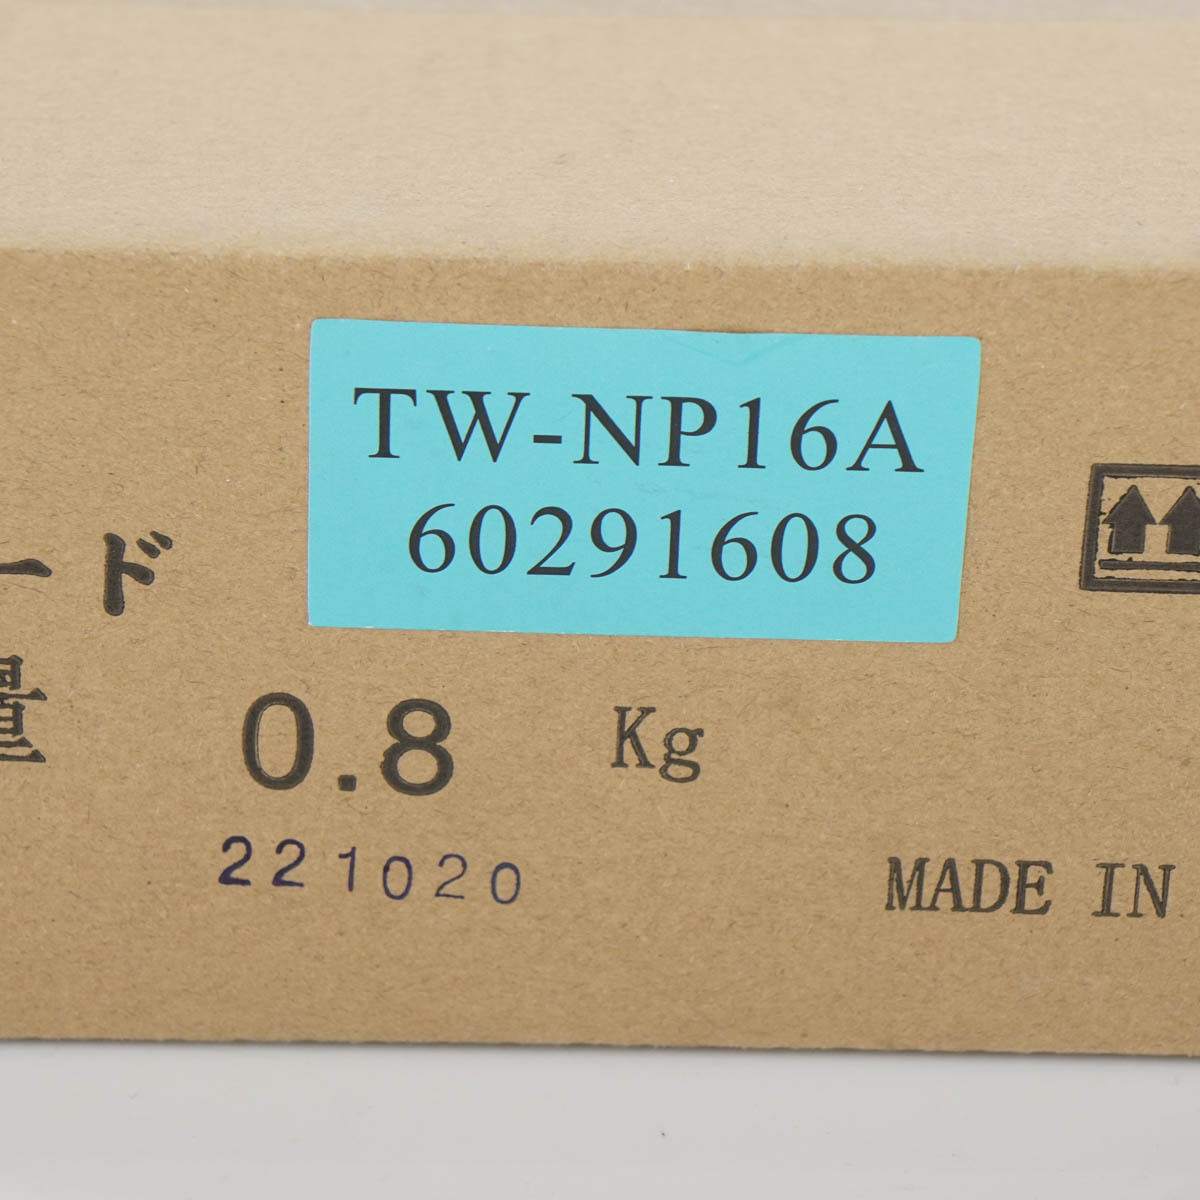 TW-NP16A
60291608
ード
量 0.8 Kg
221020
MADE IN